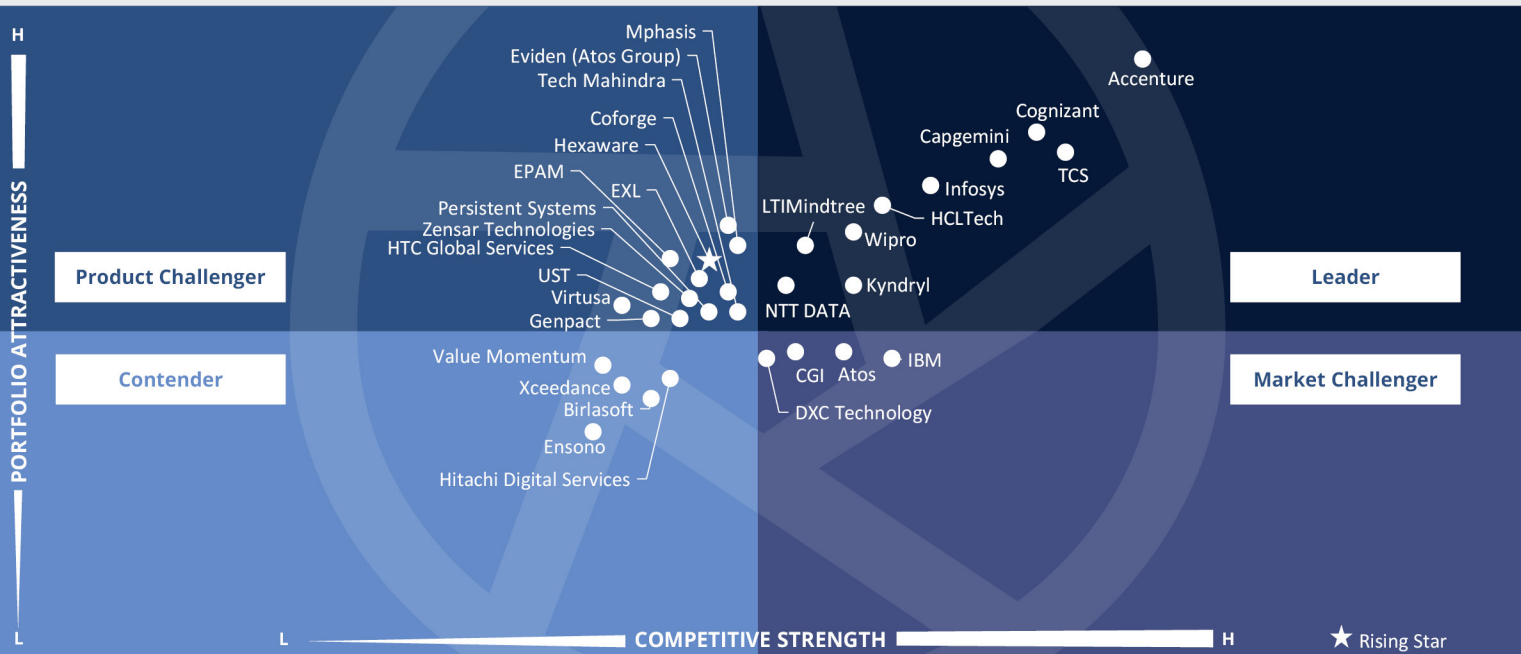 H
Mphasis
Eviden (Atos Group)
Tech Mahindra
Coforge
Hexaware
EPAM
EXL
Persistent Systems
Zensar Technologies
HTC Global Services
UST
Virtusa
Genpact
Product Challenger
Accenture
Cognizant
Capgemini
TCS
Infosys
LTIMindtree
HCLTech
Wipro
Kyndryl
NTT DATA
Leader
PORTFOLIO ATTRACTIVENESS
Contender
Value Momentum
Xceedance
Birlasoft
Ensono
Hitachi Digital Services
CGI
Atos
IBM
DXC Technology
Market Challenger
L
L
COMPETITIVE STRENGTH
H
Rising Star